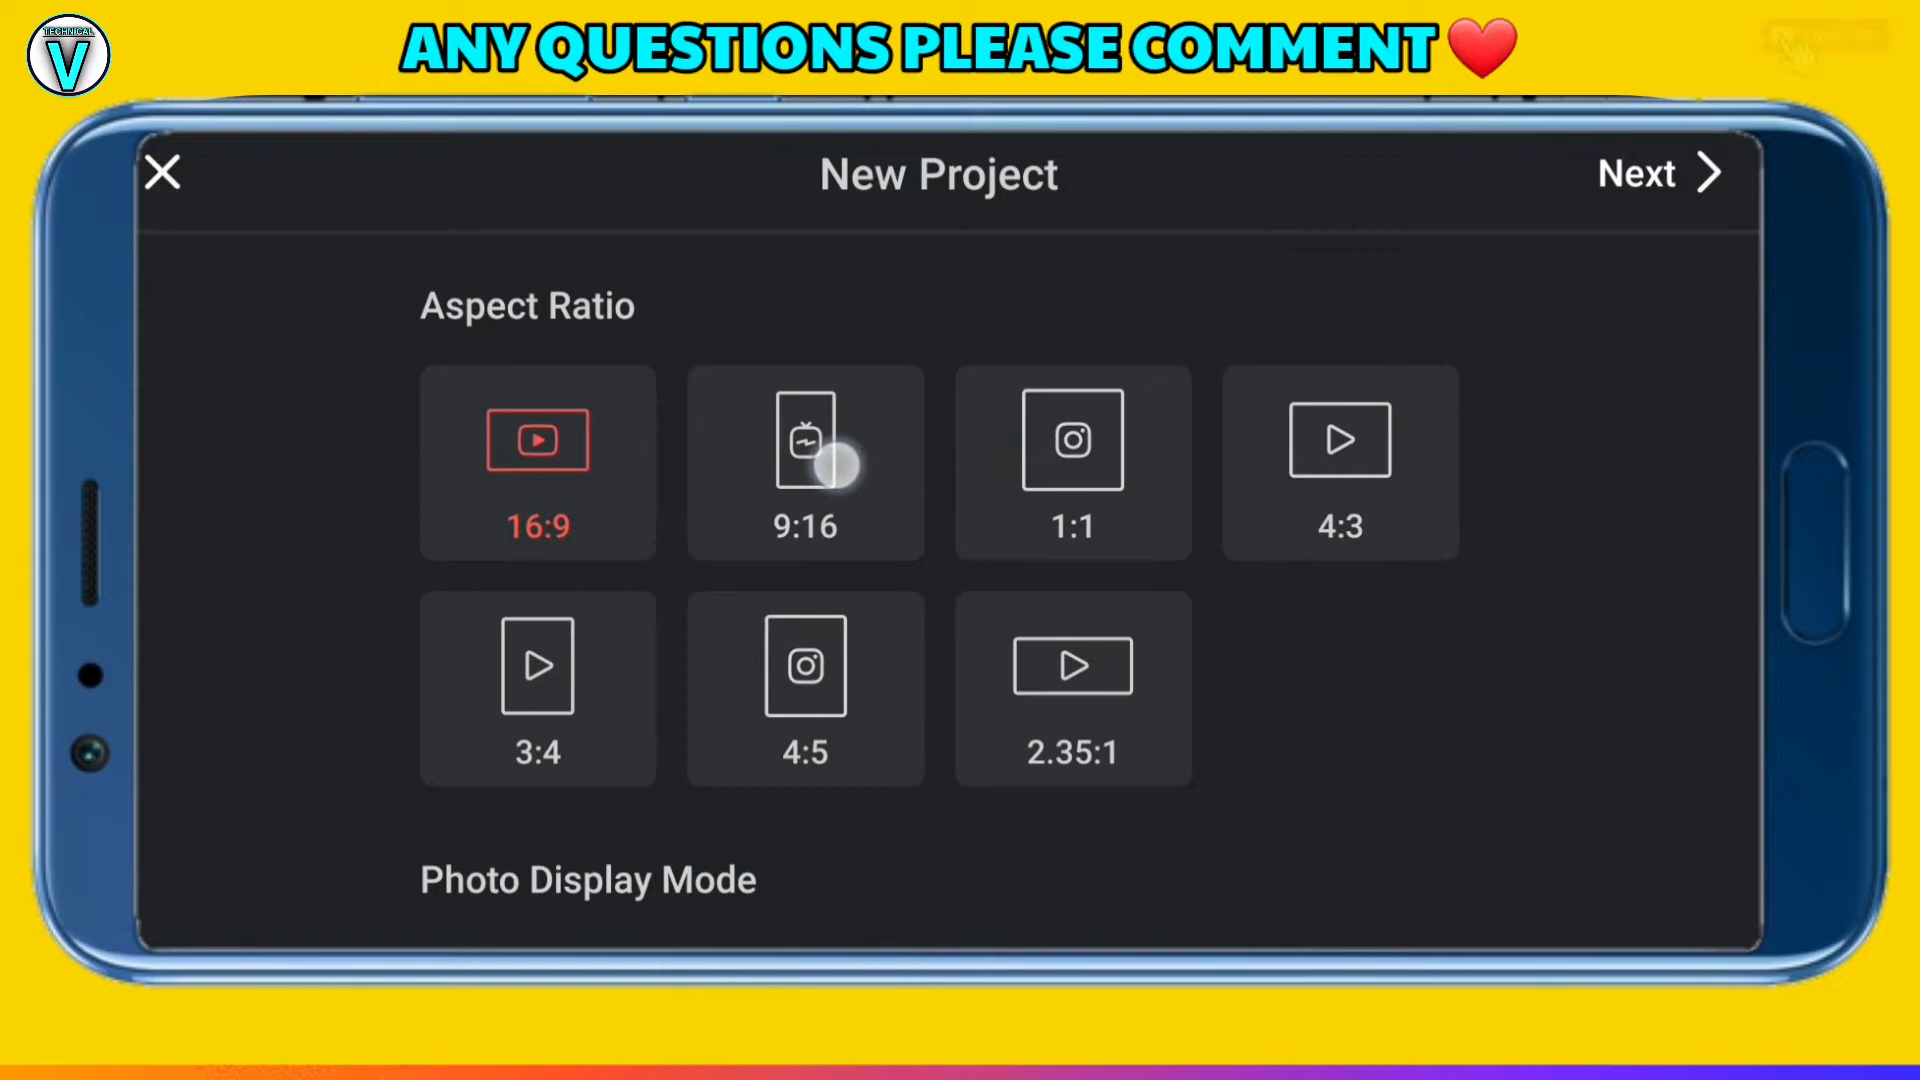 TECHNICAL
V
ANY QUESTIONS PLEASE COMMENT
New Project
Next
Aspect Ratio
16:9
9:16
1:1
4:3
3:4
4:5
2.35:1
Photo Display Mode